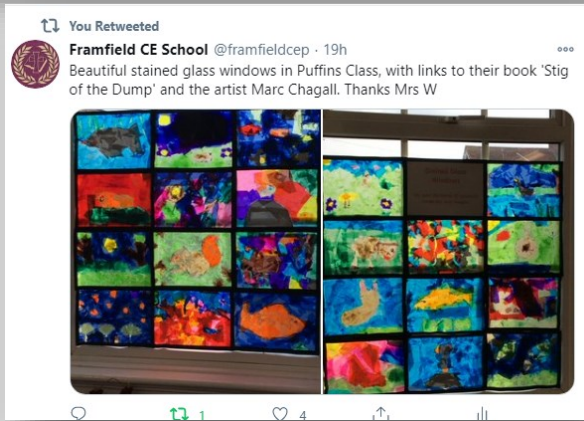 You Retweeted
Framfield CE School @framfieldcep · 19h
Beautiful stained glass windows in Puffins Class, with links to their book 'Stig
of the Dump' and the artist Marc Chagall. Thanks Mrs W
1
4